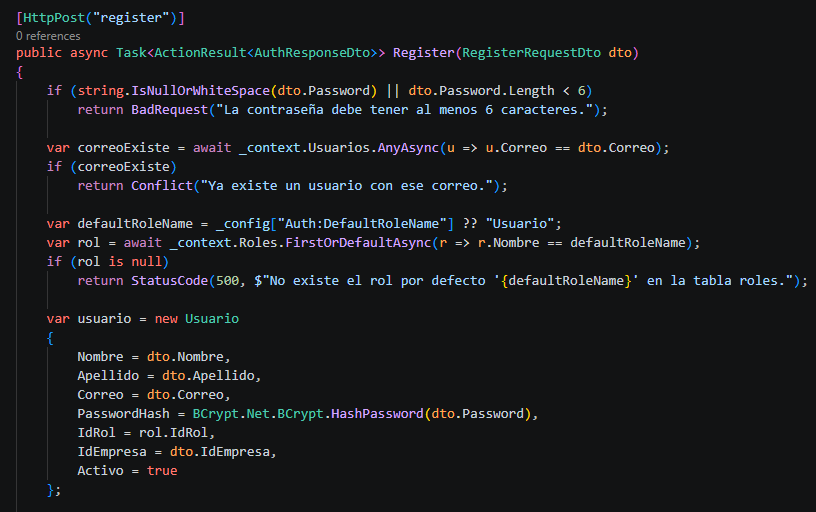 [HttpPost("register")]
0 references
public async Task<ActionResult<AuthResponseDto>> Register(RegisterRequestDto dto)
{
    if (string.IsNullOrWhiteSpace(dto.Password) || dto.Password.Length < 6)
        return BadRequest("La contraseña debe tener al menos 6 caracteres.");

    var correoExiste = await _context.Usuarios.AnyAsync(u => u.Correo == dto.Correo);
    if (correoExiste)
        return Conflict("Ya existe un usuario con ese correo.");

    var defaultRoleName = _config["Auth:DefaultRoleName"] ?? "Usuario";
    var rol = await _context.Roles.FirstOrDefaultAsync(r => r.Nombre == defaultRoleName);
    if (rol is null)
        return StatusCode(500, $"No existe el rol por defecto '{defaultRoleName}' en la tabla roles.");

    var usuario = new Usuario
    {
        Nombre = dto.Nombre,
        Apellido = dto.Apellido,
        Correo = dto.Correo,
        PasswordHash = BCrypt.Net.BCrypt.HashPassword(dto.Password),
        IdRol = rol.IdRol,
        IdEmpresa = dto.IdEmpresa,
        Activo = true
    };